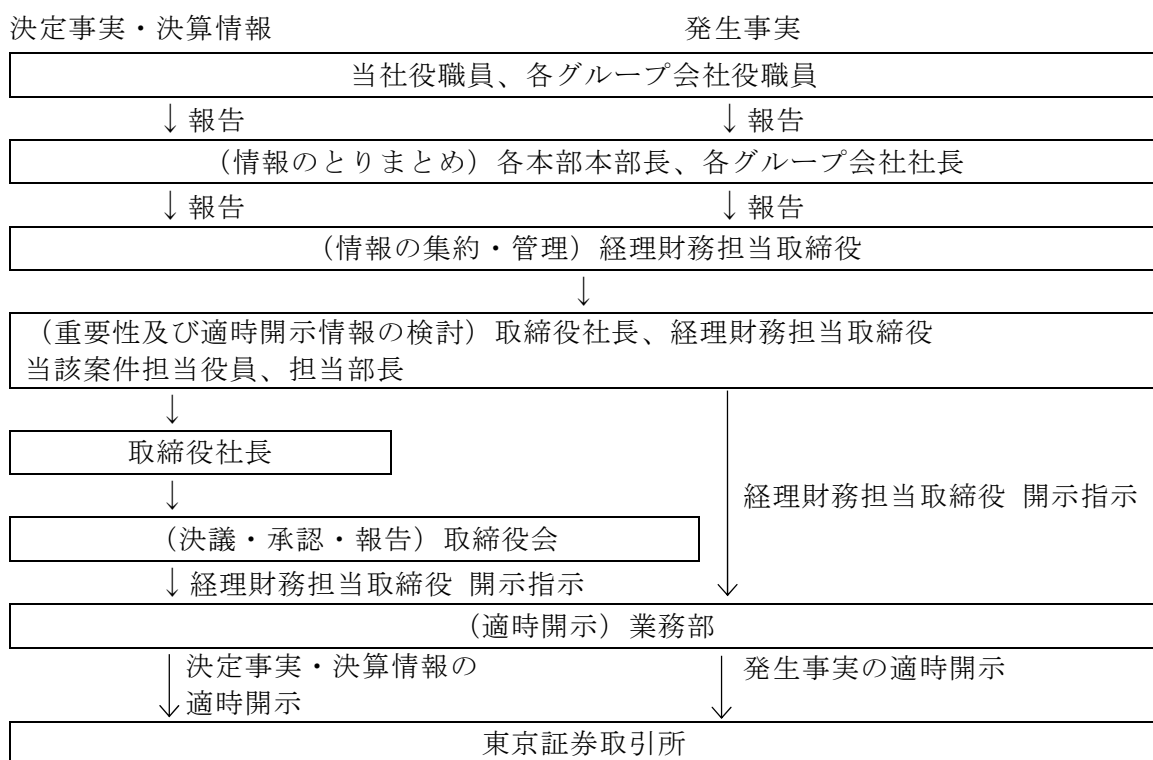 決定事実・決算情報 発生事実
当社役職員、各グループ会社役職員
↓報告 ↓報告
（情報のとりまとめ）各本部本部長、各グループ会社社長
↓報告 ↓報告
（情報の集約・管理）経理財務担当取締役
↓
（重要性及び適時開示情報の検討）取締役社長、経理財務担当取締役
当該案件担当役員、担当部長
↓
取締役社長
↓
経理財務担当取締役 開示指示
（決議・承認・報告）取締役会
↓経理財務担当取締役 開示指示
（適時開示）業務部
決定事実・決算情報の
適時開示
発生事実の適時開示
東京証券取引所